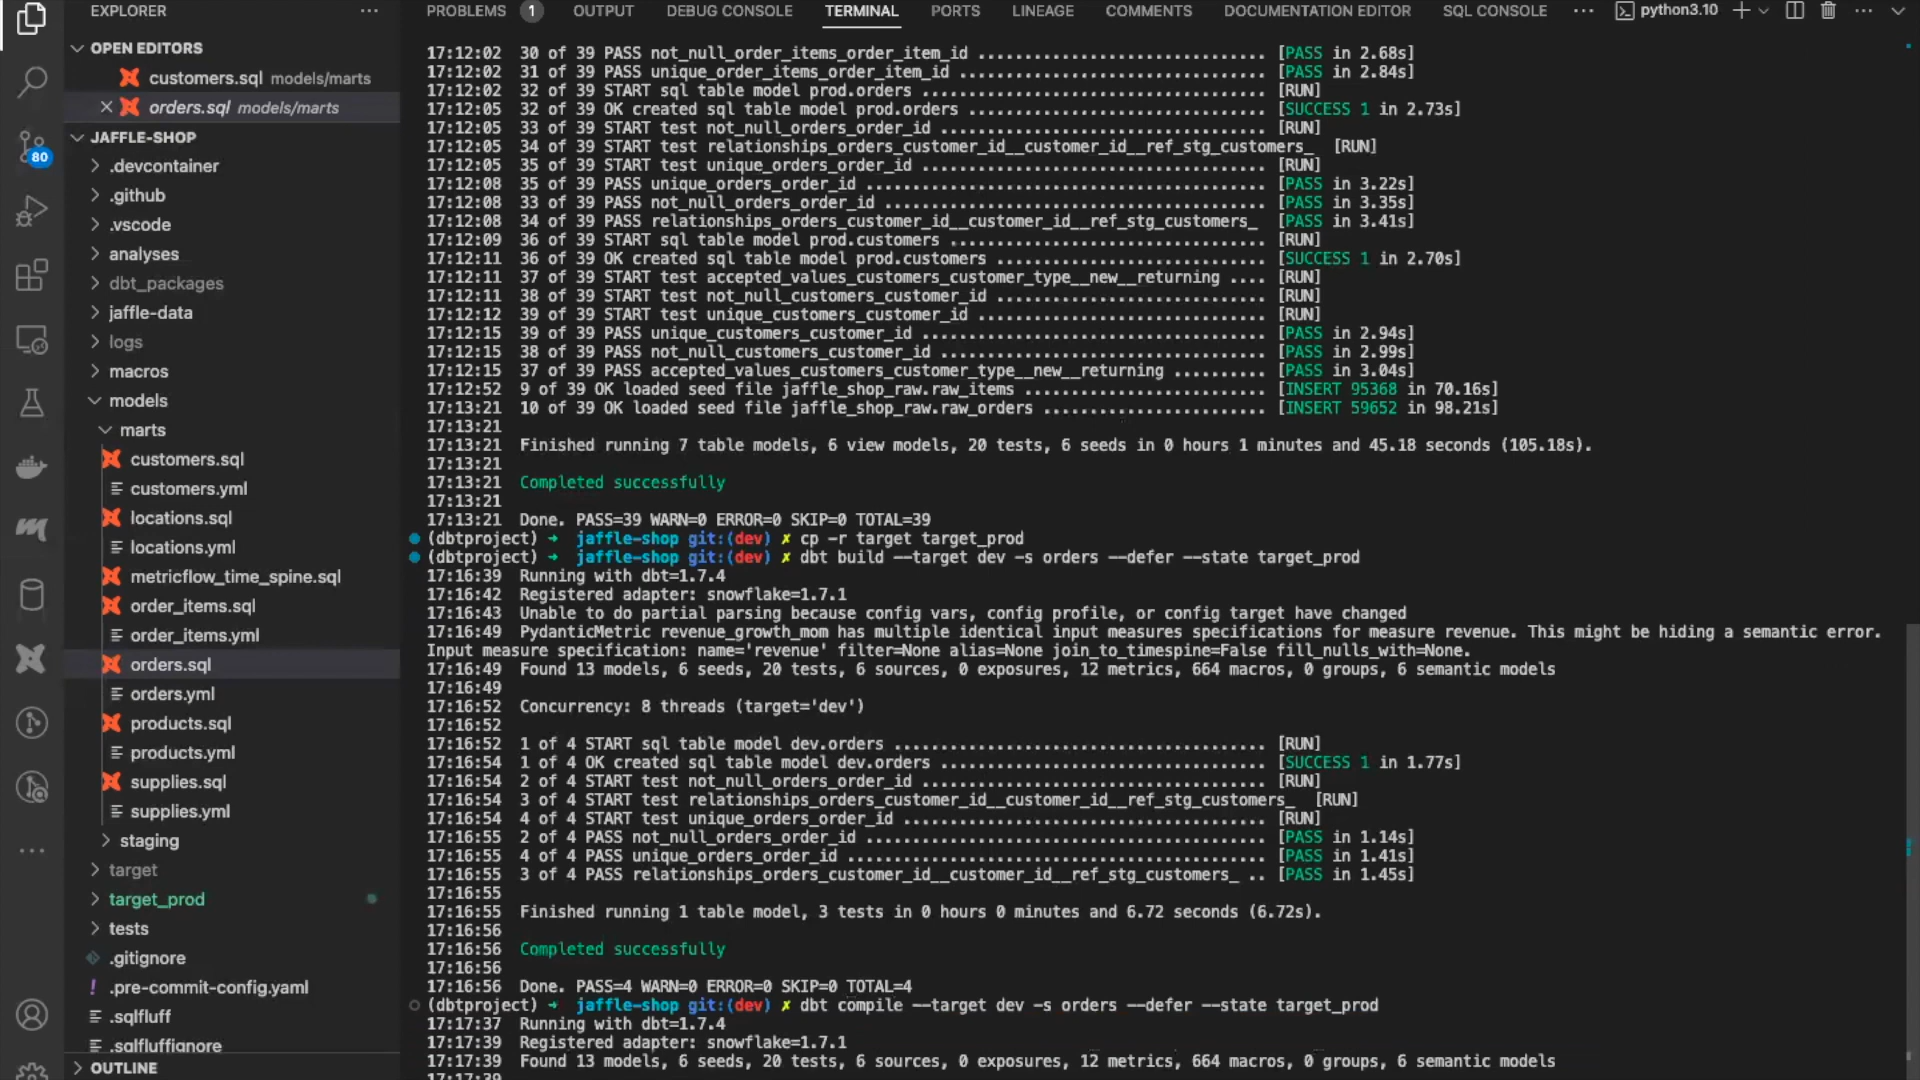 EXPLORER
OPEN EDITORS
customers.sql models/marts
orders.sql models/marts
JAFFLE-SHOP
.devcontainer
.github
.vscode
analyses
dbt_packages
jaffle-data
logs
macros
models
marts
customers.sql
customers.yml
locations.sql
locations.yml
metricflow_time_spine.sql
order_items.sql
order_items.yml
orders.sql
orders.yml
products.sql
products.yml
supplies.sql
supplies.yml
staging
target
target_prod
tests
.gitignore
.pre-commit-config.yaml
.sqlfluff
.sqlfluffignore
OUTLINE
80
PROBLEMS 1 OUTPUT DEBUG CONSOLE TERMINAL PORTS LINEAGE COMMENTS DOCUMENTATION EDITOR SQL CONSOLE ··· python3.10
17:12:02 30 of 39 PASS not_null_order_items_order_item_id ............................... [PASS in 2.68s]
17:12:02 31 of 39 PASS unique_order_items_order_item_id ................................. [PASS in 2.84s]
17:12:02 32 of 39 START sql table model prod.orders ..................................... [RUN]
17:12:05 32 of 39 OK created sql table model prod.orders ................................ [SUCCESS 1 in 2.73s]
17:12:05 33 of 39 START test not_null_orders_order_id ................................... [RUN]
17:12:05 34 of 39 START test relationships_orders_customer_id__customer_id__ref_stg_customers_ [RUN]
17:12:05 35 of 39 START test unique_orders_order_id ..................................... [RUN]
17:12:08 35 of 39 PASS unique_orders_order_id ........................................... [PASS in 3.22s]
17:12:08 33 of 39 PASS not_null_orders_order_id ......................................... [PASS in 3.35s]
17:12:08 34 of 39 PASS relationships_orders_customer_id__customer_id__ref_stg_customers_ [PASS in 3.41s]
17:12:09 36 of 39 START sql table model prod.customers .................................. [RUN]
17:12:11 36 of 39 OK created sql table model prod.customers ............................. [SUCCESS 1 in 2.70s]
17:12:11 37 of 39 START test accepted_values_customers_customer_type__new__returning .... [RUN]
17:12:11 38 of 39 START test not_null_customers_customer_id ............................. [RUN]
17:12:12 39 of 39 START test unique_customers_customer_id ............................... [RUN]
17:12:15 39 of 39 PASS unique_customers_customer_id ..................................... [PASS in 2.94s]
17:12:15 38 of 39 PASS not_null_customers_customer_id ................................... [PASS in 2.99s]
17:12:15 37 of 39 PASS accepted_values_customers_customer_type__new__returning .......... [PASS in 3.04s]
17:12:52 9 of 39 OK loaded seed file jaffle_shop_raw.raw_items .......................... [INSERT 95368 in 70.16s]
17:13:21 10 of 39 OK loaded seed file jaffle_shop_raw.raw_orders ........................ [INSERT 59652 in 98.21s]
17:13:21
17:13:21 Finished running 7 table models, 6 view models, 20 tests, 6 seeds in 0 hours 1 minutes and 45.18 seconds (105.18s).
17:13:21
17:13:21 Completed successfully
17:13:21
17:13:21 Done. PASS=39 WARN=0 ERROR=0 SKIP=0 TOTAL=39
(dbtproject) → jaffle-shop git:(dev) ✗ cp -r target target_prod
(dbtproject) → jaffle-shop git:(dev) ✗ dbt build --target dev -s orders --defer --state target_prod
17:16:39 Running with dbt=1.7.4
17:16:42 Registered adapter: snowflake=1.7.1
17:16:43 Unable to do partial parsing because config vars, config profile, or config target have changed
17:16:49 PydanticMetric revenue_growth_mom has multiple identical input measures specifications for measure revenue. This might be hiding a semantic error.
Input measure specification: name='revenue' filter=None alias=None join_to_timespine=False fill_nulls_with=None.
17:16:49 Found 13 models, 6 seeds, 20 tests, 6 sources, 0 exposures, 12 metrics, 664 macros, 0 groups, 6 semantic models
17:16:49
17:16:52 Concurrency: 8 threads (target='dev')
17:16:52
17:16:52 1 of 4 START sql table model dev.orders ........................................ [RUN]
17:16:54 1 of 4 OK created sql table model dev.orders ................................... [SUCCESS 1 in 1.77s]
17:16:54 2 of 4 START test not_null_orders_order_id ..................................... [RUN]
17:16:54 3 of 4 START test relationships_orders_customer_id__customer_id__ref_stg_customers_ [RUN]
17:16:54 4 of 4 START test unique_orders_order_id ....................................... [RUN]
17:16:55 2 of 4 PASS not_null_orders_order_id ........................................... [PASS in 1.14s]
17:16:55 4 of 4 PASS unique_orders_order_id ............................................. [PASS in 1.41s]
17:16:55 3 of 4 PASS relationships_orders_customer_id__customer_id__ref_stg_customers_ .. [PASS in 1.45s]
17:16:55
17:16:55 Finished running 1 table model, 3 tests in 0 hours 0 minutes and 6.72 seconds (6.72s).
17:16:56
17:16:56 Completed successfully
17:16:56
17:16:56 Done. PASS=4 WARN=0 ERROR=0 SKIP=0 TOTAL=4
(dbtproject) → jaffle-shop git:(dev) ✗ dbt compile --target dev -s orders --defer --state target_prod
17:17:37 Running with dbt=1.7.4
17:17:39 Registered adapter: snowflake=1.7.1
17:17:39 Found 13 models, 6 seeds, 20 tests, 6 sources, 0 exposures, 12 metrics, 664 macros, 0 groups, 6 semantic models
17:17:39